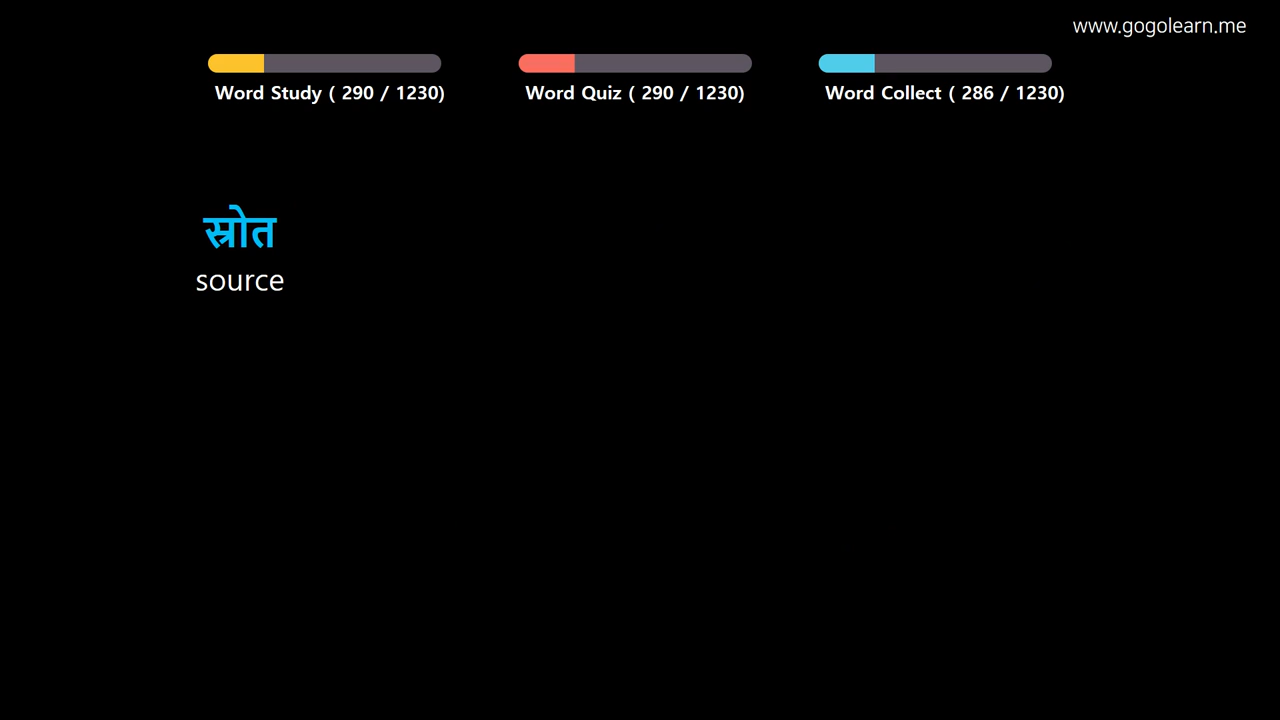 www.gogolearn.me
Word Study ( 290 / 1230)
Word Quiz ( 290 / 1230)
Word Collect ( 286 / 1230)
स्रोत
source